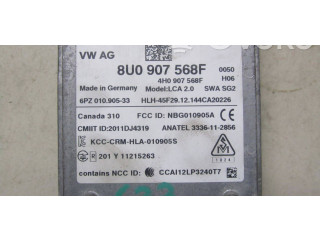 VW AG
8U0 907 568F 0050
4H0 907 568F H06
Made in Germany Model:LCA 2.0 SWA SG2
6PZ 010.905-33 HLH-45F29.12.144CA20226
Canada 310 FCC ID: NBG010905A
CMIIT ID:2011DJ4319 ANATEL 3336-11-2856
KCC-CRM-HLA-010905S
201 Y 11215263
contains NCC ID: CCAI12LP3240T7